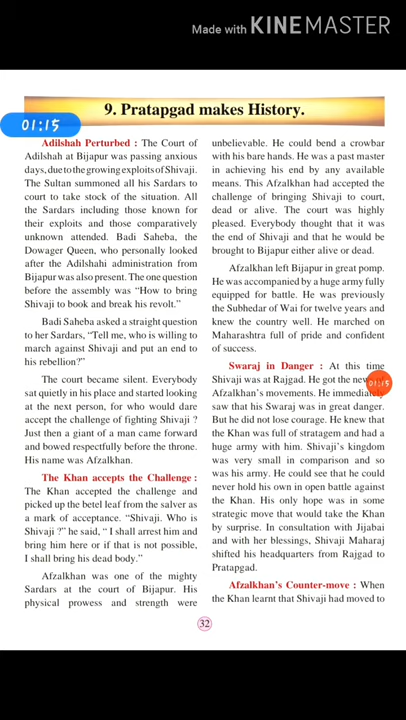 Made with KINEMASTER
9. Pratapgad makes History.
01:15
Adilshah Perturbed : The Court of
Adilshah at Bijapur was passing anxious
days, due to the growing exploits of Shivaji.
The Sultan summoned all his Sardars to
court to take stock of the situation. All
the Sardars including those known for
their exploits and those comparatively
unknown attended. Badi Saheba, the
Dowager Queen, who personally looked
after the Adilshahi administration from
Bijapur was also present. The one question
before the assembly was “How to bring
Shivaji to book and break his revolt.”
Badi Saheba asked a straight question
to her Sardars, “Tell me, who is willing to
march against Shivaji and put an end to
his rebellion?”
The court became silent. Everybody
sat quietly in his place and started looking
at the next person, for who would dare
accept the challenge of fighting Shivaji ?
Just then a giant of a man came forward
and bowed respectively before the throne.
His name was Afzalkhan.
The Khan accepts the Challenge :
The Khan accepted the challenge and
picked up the betel leaf from the salver as
a mark of acceptance. “Shivaji. Who is
Shivaji ?” he said, “ I shall arrest him and
bring him here or if that is not possible,
I shall bring his dead body.”
Afzalkhan was one of the mighty
Sardars at the court of Bijapur. His
physical prowess and strength were
unbelievable. He could bend a crowbar
with his bare hands. He was a past master
in achieving his end by any available
means. This Afzalkhan had accepted the
challenge of bringing Shivaji to court,
dead or alive. The court was highly
pleased. Everybody thought that it was
the end of Shivaji and that he would be
brought to Bijapur either alive or dead.
Afzalkhan left Bijapur in great pomp.
He was accompanied by a huge army fully
equipped for battle. He was previously
the Subhedar of Wai for twelve years and
knew the country well. He marched on
Maharashtra full of pride and confident
of success.
Swaraj in Danger : At this time
Shivaji was at Rajgad. He got the
01:15
Afzalkhan’s movements. He immediately
saw that his Swaraj was in great danger.
But he did not lose courage. He knew that
the Khan was full of stratagem and had a
huge army with him. Shivaji’s kingdom
was very small in comparison and so
was his army. He could see that he could
never hold his own in open battle against
the Khan. His only hope was in some
strategic move that would take the Khan
by surprise. In consultation with Jijabai
and with her blessings, Shivaji Maharaj
shifted his headquarters from Rajgad to
Pratapgad.
Afzalkhan’s Counter-move : When
the Khan learnt that Shivaji had moved to
32